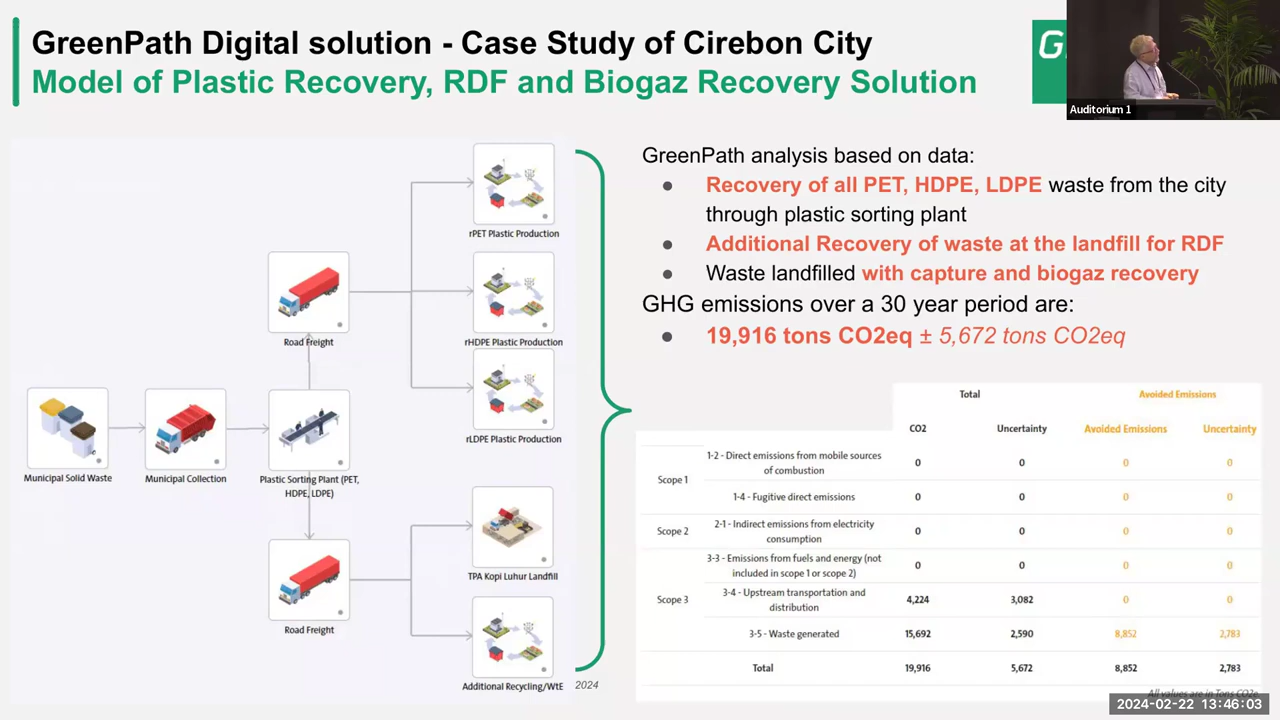 GreenPath Digital solution - Case Study of Cirebon City
Model of Plastic Recovery, RDF and Biogaz Recovery Solution
G
Auditorium 1
rPET Plastic Production
Road Freight
rHDPE Plastic Production
rLDPE Plastic Production
Municipal Solid Waste
Municipal Collection
Plastic Sorting Plant (PET,
HDPE, LDPE)
TPA Kopi Luhur Landfill
Road Freight
Additional Recycling/WtE
2024
GreenPath analysis based on data:
● Recovery of all PET, HDPE, LDPE waste from the city
through plastic sorting plant
● Additional Recovery of waste at the landfill for RDF
● Waste landfilled with capture and biogaz recovery
GHG emissions over a 30 year period are:
● 19,916 tons CO2eq ± 5,672 tons CO2eq
Total Avoided Emissions
CO2 Uncertainty Avoided Emissions Uncertainty
Scope 1
1-2 - Direct emissions from mobile sources
of combustion
0 0 0 0
1-4 - Fugitive direct emissions 0 0 0 0
Scope 2
2-1 - Indirect emissions from electricity
consumption
0 0 0 0
Scope 3
3-3 - Emissions from fuels and energy (not
included in scope 1 or scope 2)
0 0 0 0
3-4 - Upstream transportation and
distribution
4,224 3,082 0 0
3-5 - Waste generated 15,692 2,590 8,852 2,783
Total 19,916 5,672 8,852 2,783
All values are in Tons CO2e
2024-02-22 13:46:03